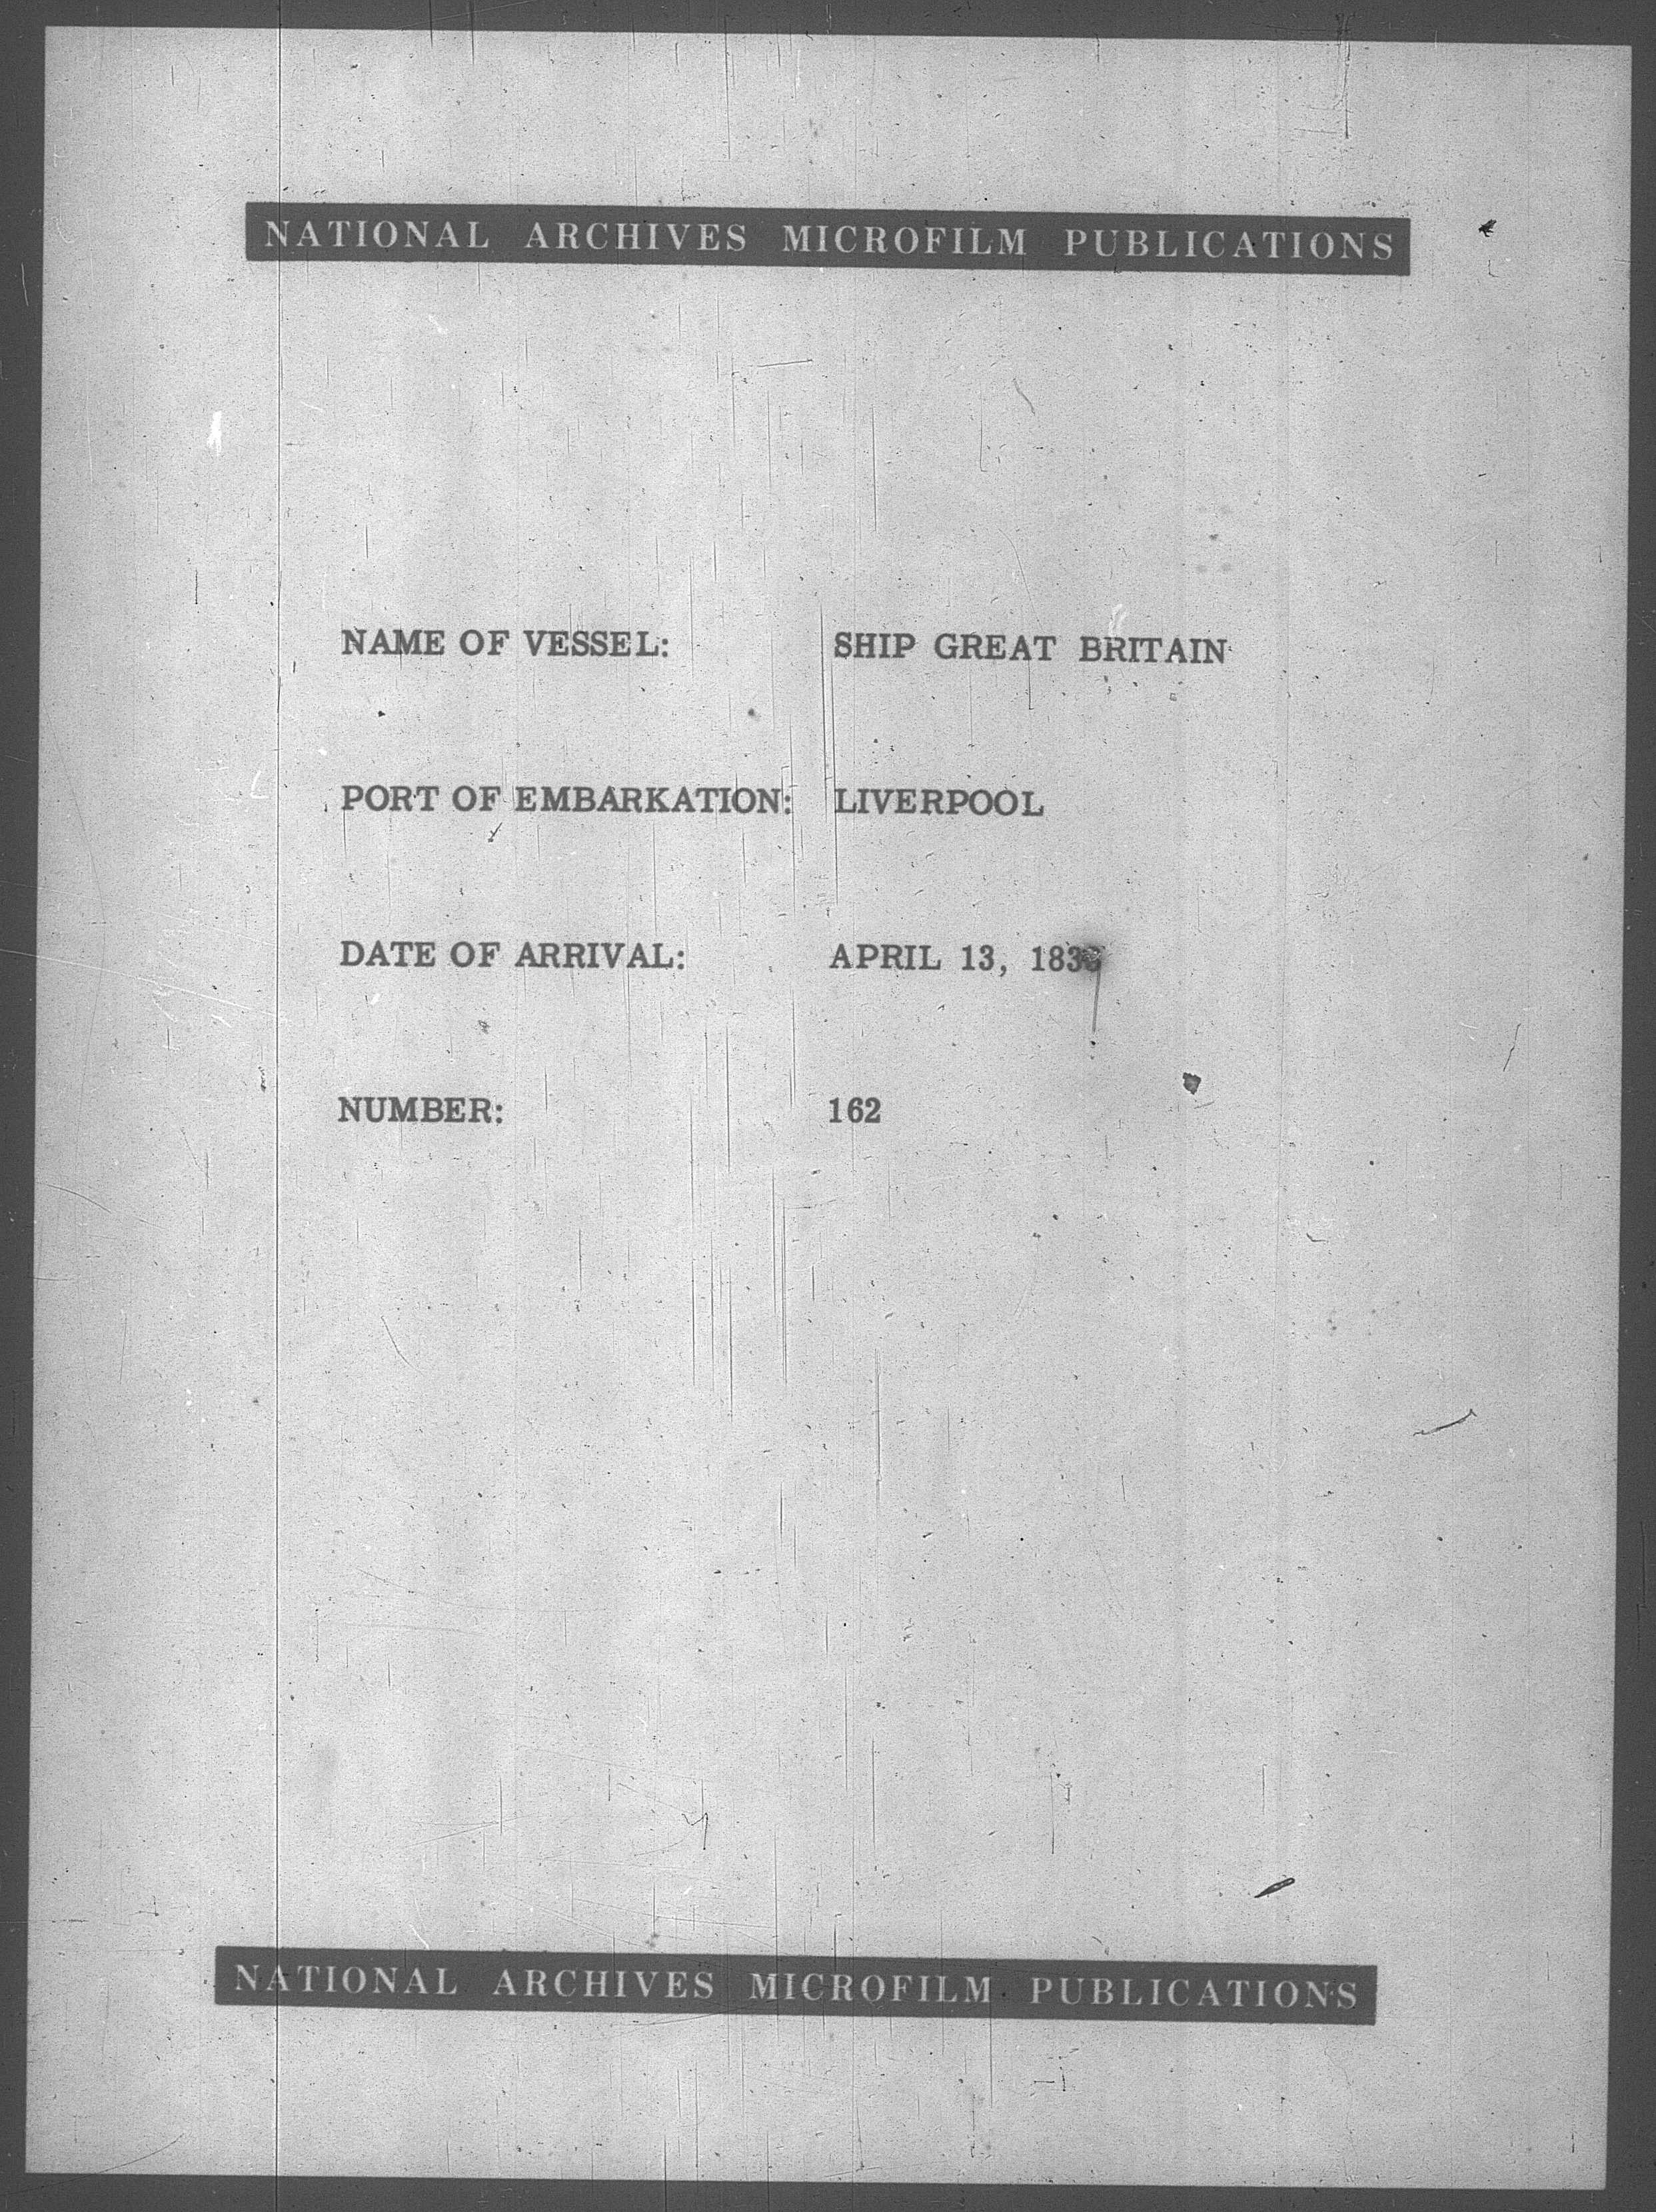 NATIONAL ARCHIVES MICROFILM PUBLICATIONS
NAME OF VESSEL: SHIP GREAT BRITAIN
PORT OF EMBARKATION: LIVERPOOL
DATE OF ARRIVAL: APRIL 13,
NUMBER: 162
NATIONAL ARCHIVES MICROFILM PUBLICATIONS